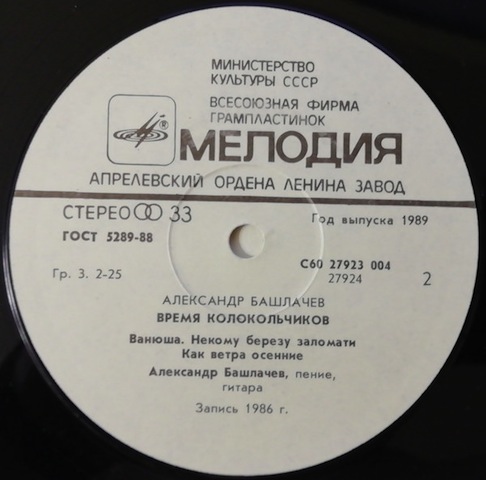 МИНИСТЕРСТВО
КУЛЬТУРЫ СССР
ВСЕСОЮЗНАЯ ФИРМА
ГРАМПЛАСТИНОК
® МЕЛОДИЯ
АПРЕЛЕВСКИЙ ОРДЕНА ЛЕНИНА ЗАВОД
СТЕРЕО 33
Год выпуска 1989
ГОСТ 5289-88
Гр. 3. 2-25
С60 27923 004
27924
2
АЛЕКСАНДР БАШЛАЧЕВ
ВРЕМЯ КОЛОКОЛЬЧИКОВ
Ванюша. Некому березу заломати
Как ветра осенние
Александр Башлачев, пение,
гитара
Запись 1986 г.